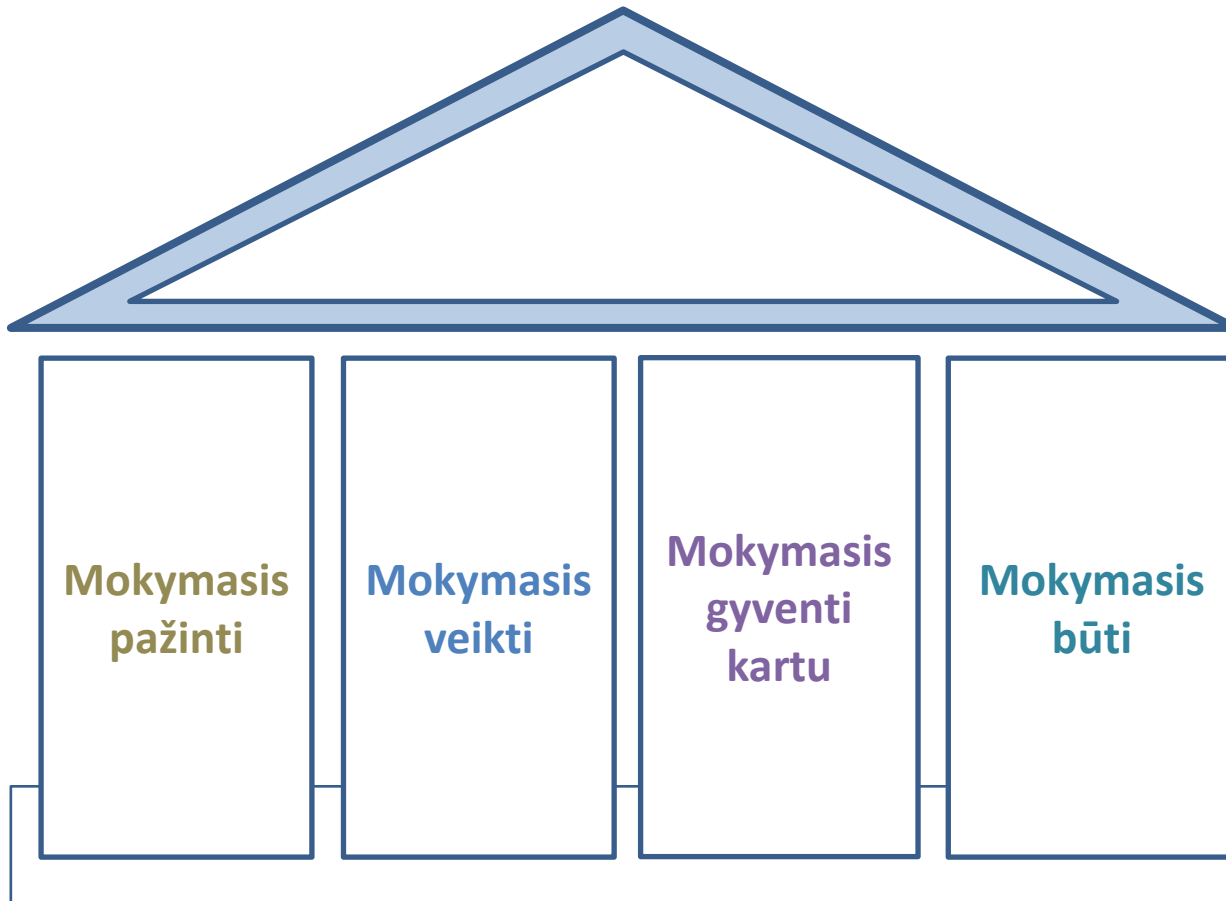 Mokymasis
pažinti
Mokymasis
veikti
Mokymasis
gyventi
kartu
Mokymasis
būti